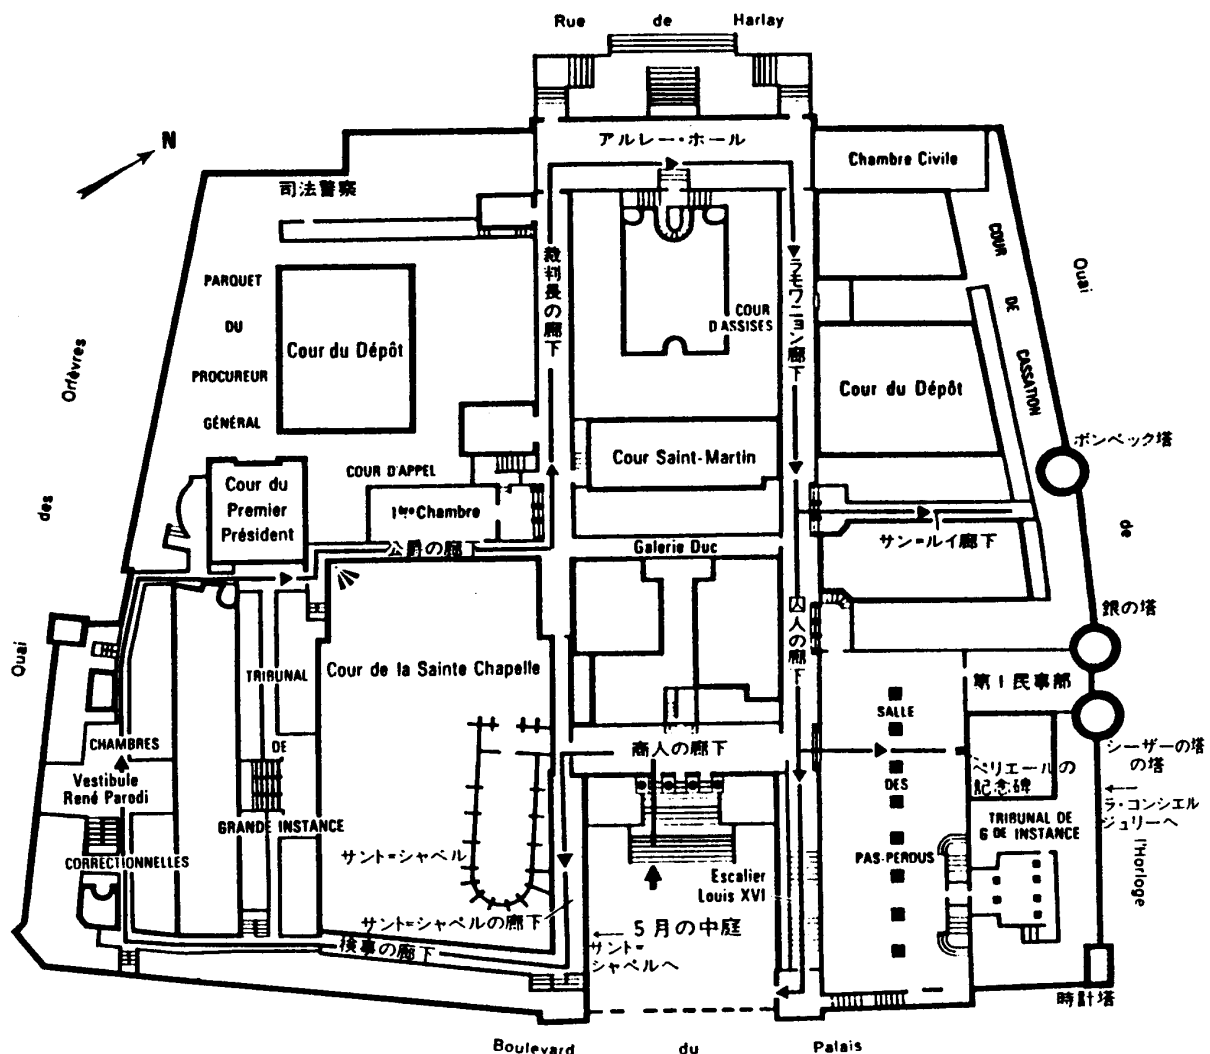 Rue de Harlay
アルレー・ホール
N
Chambre Civile
司法警察
COUR
DE
CASSATION
裁判長の廊下
ラモワニョン廊下
PARQUET
DU
PROCUREUR
GÉNÉRAL
Cour du Dépôt
COUR
D'ASSISES
Cour du Dépôt
Quai
de
l'Horloge
Quai
des
Orfèvres
ボンベック塔
COUR D'APPEL
Cour Saint-Martin
Cour du
Premier
Président
1ère Chambre
公爵の廊下
Galerie Duc
サン=ルイ廊下
囚人の廊下
銀の塔
Cour de la Sainte Chapelle
TRIBUNAL
DE
GRANDE INSTANCE
第1民事部
SALLE
DES
PAS-PERDUS
CHAMBRES
CORRECTIONNELLES
Vestibule
René Parodi
商人の廊下
シーザーの塔
の塔
ペリエールの
記念碑
ラ・コンシエル
ジュリーへ
TRIBUNAL DE
GDE INSTANCE
サント=シャペル
Escalier
Louis XVI
サント=シャペルの廊下
5月の中庭
サント=
シャペルへ
検事の廊下
時計塔
Boulevard du Palais